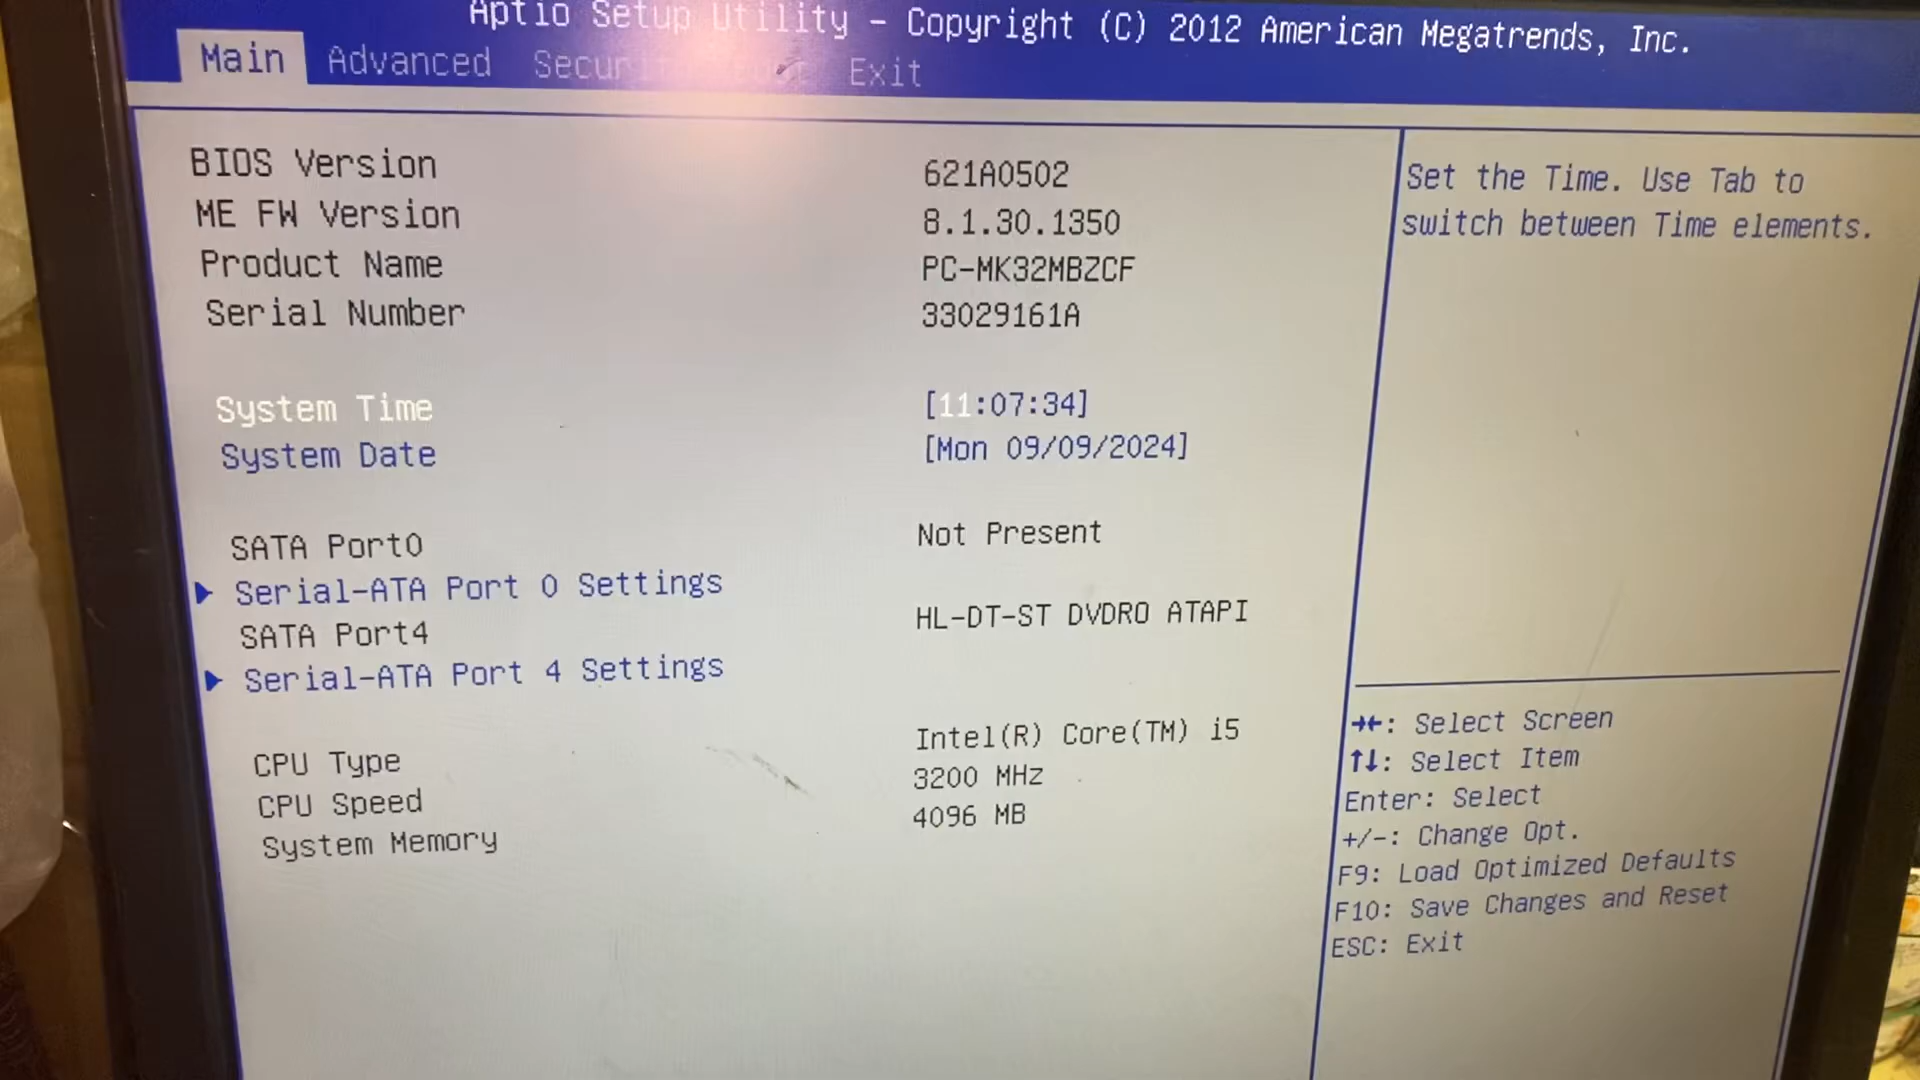 Aptio Setup Utility – Copyright (C) 2012 American Megatrends, Inc.
Main Advanced Exit
BIOS Version 621A0502
ME FW Version 8.1.30.1350
Product Name PC-MK32MBZCF
Serial Number 33029161A
System Time [11:07:34]
System Date [Mon 09/09/2024]
SATA Port0 Not Present
Serial-ATA Port 0 Settings
SATA Port4 HL-DT-ST DVDRO ATAPI
Serial-ATA Port 4 Settings
CPU Type Intel(R) Core(TM) i5
CPU Speed 3200 MHz
System Memory 4096 MB
Set the Time. Use Tab to
switch between Time elements.
→←: Select Screen
↑↓: Select Item
Enter: Select
+/-: Change Opt.
F9: Load Optimized Defaults
F10: Save Changes and Reset
ESC: Exit